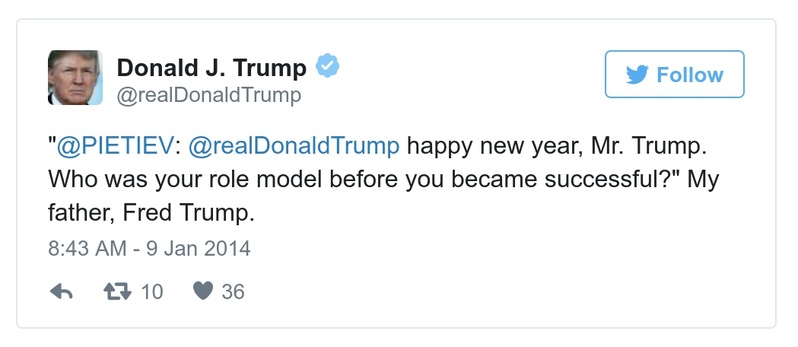 Donald J. Trump
@realDonaldTrump
Follow
"@PIETIEV: @realDonaldTrump happy new year, Mr. Trump.
Who was your role model before you became successful?" My
father, Fred Trump.
8:43 AM - 9 Jan 2014
10 36